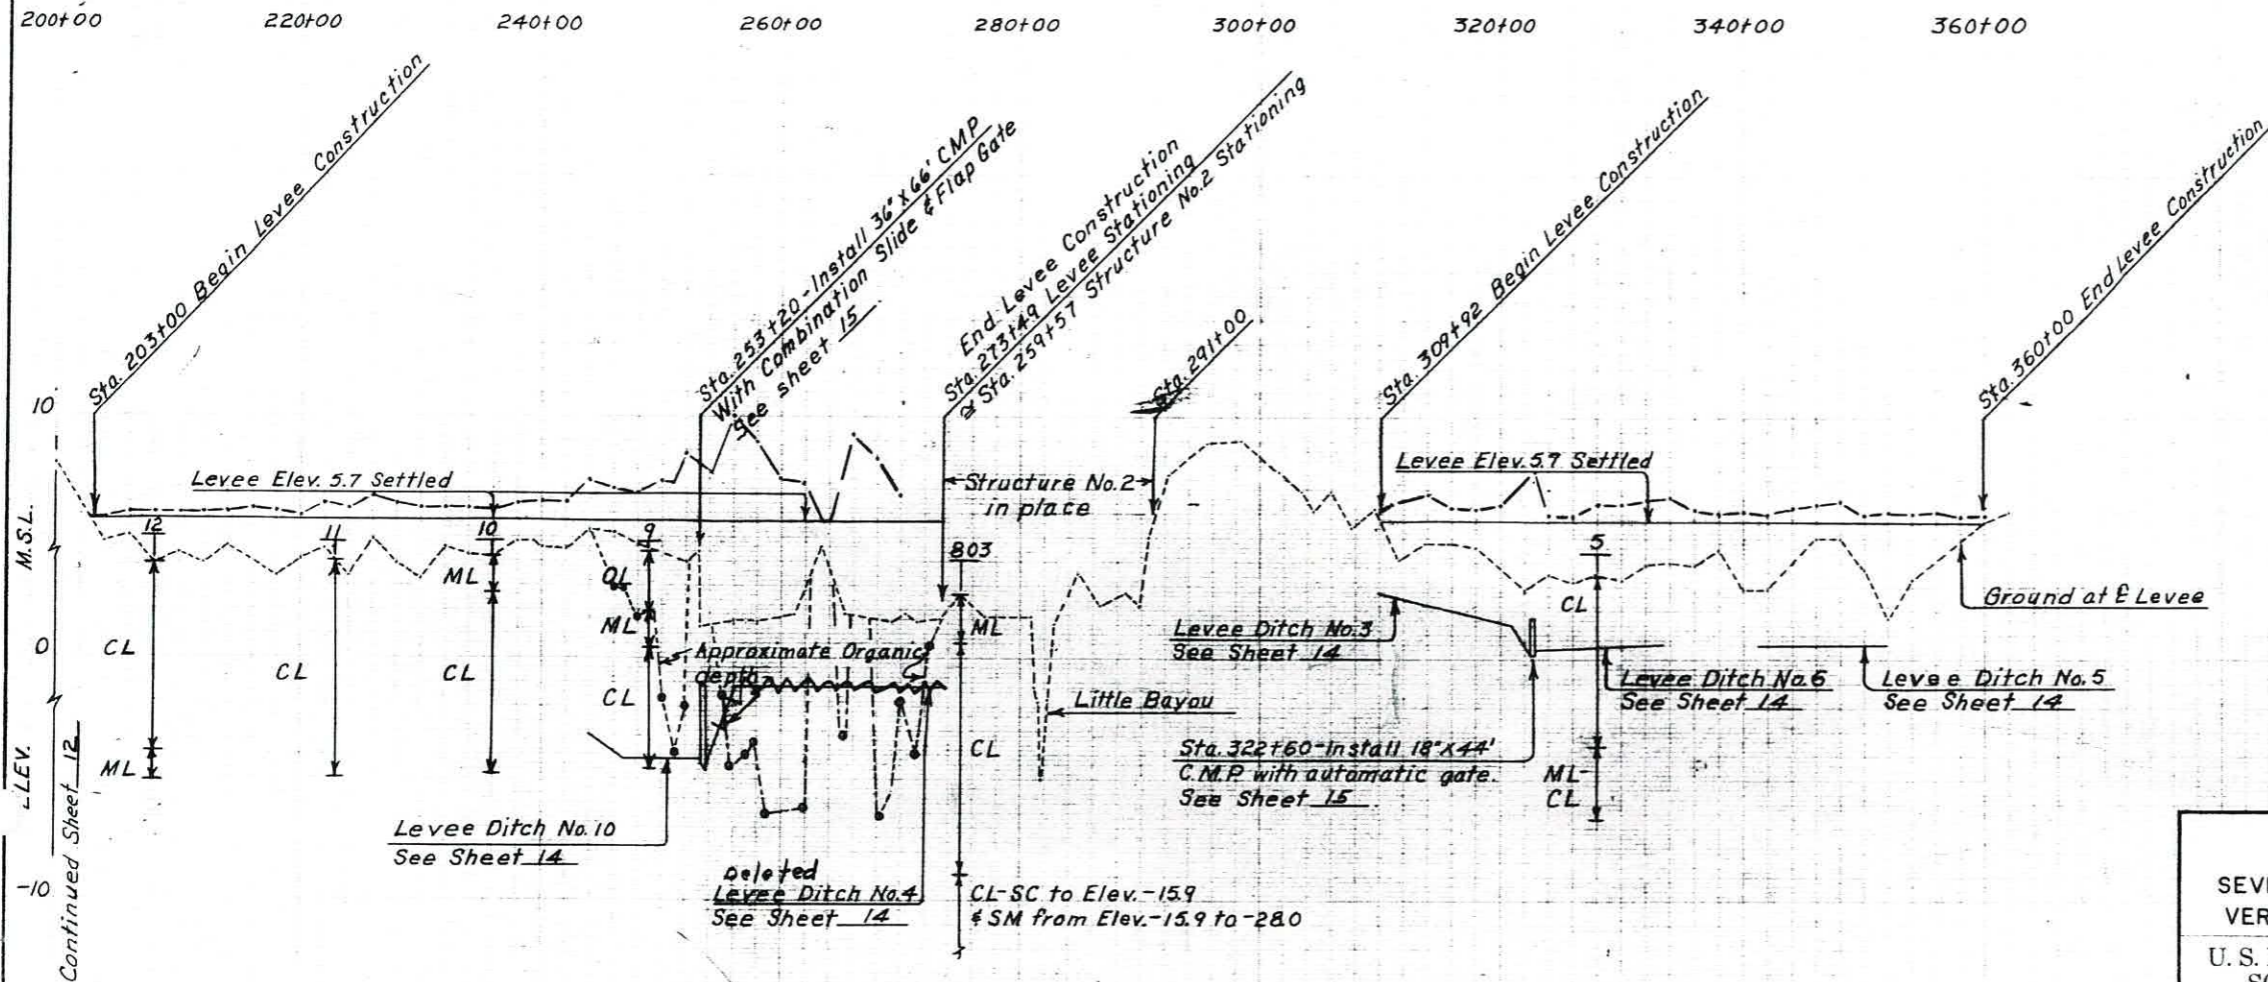 200+00 220+00 240+00 260+00 280+00 300+00 320+00 340+00 360+00
Sta. 203+00 Begin Levee Construction
Sta. 253+20-Install 36"x66' CMP
With Combination Slide & Flap Gate
See sheet 15
End Levee Construction
Sta. 273+49 Levee Stationing
Sta. 259+57 Structure No.2 Stationing
Sta. 291+00
Sta. 309+92 Begin Levee Construction
Sta. 360+00 End Levee Construction
10
M.S.L.
0
ELEV.
-10
Continued Sheet 12
Levee Elev. 5.7 Settled
Structure No. 2
in place
Levee Elev. 5.7 Settled
12
CL
ML
11
CL
10
ML
CL
9
OL
ML
CL
803
ML
CL
5
CL
ML-
CL
Approximate Organic
depth
Little Bayou
Ground at ℄ Levee
Levee Ditch No.3
See Sheet 14
Levee Ditch No.6
See Sheet 14
Levee Ditch No.5
See Sheet 14
Sta. 322+60-Install 18"x44'
C.M.P. with automatic gate.
See Sheet 15
Levee Ditch No.10
See Sheet 14
Deleted
Levee Ditch No.4
See Sheet 14
CL-SC to Elev.-15.9
& SM from Elev.-15.9 to -28.0
SEV
VER
U. S.